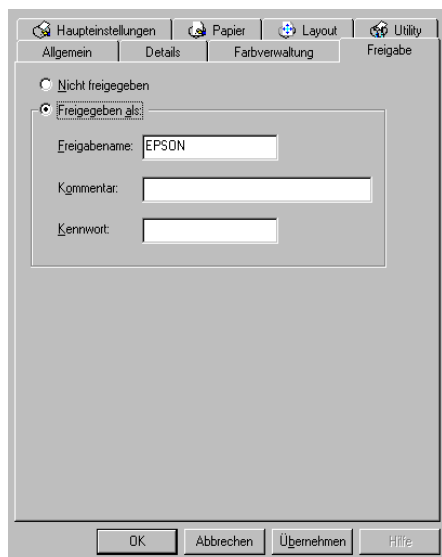 Haupteinstellungen Papier Layout Utility
Allgemein Details Farbverwaltung Freigabe
Nicht freigegeben
Freigegeben als:
Freigabename: EPSON
Kommentar:
Kennwort:
OK Abbrechen Übernehmen Hilfe